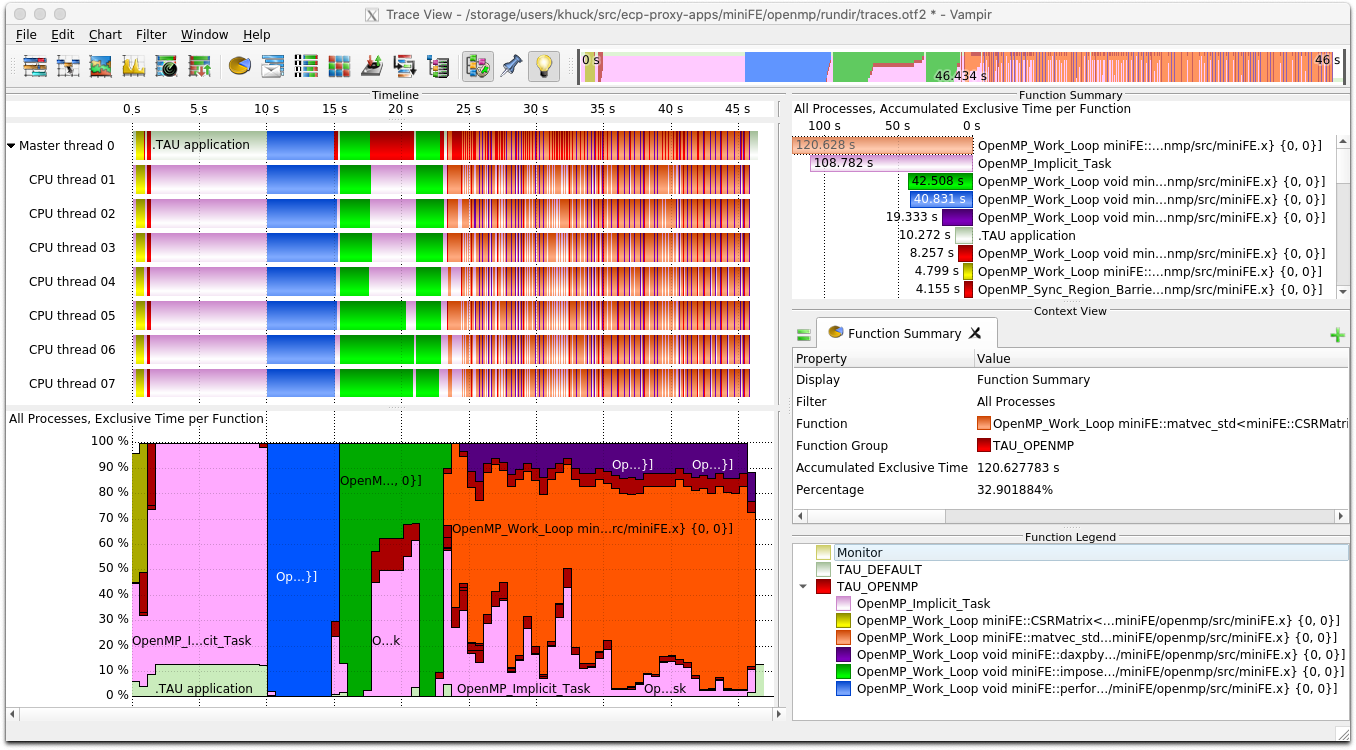 Trace View - /storage/users/khuck/src/ecp-proxy-apps/miniFE/openmp/rundir/traces.otf2 * - Vampir
File Edit Chart Filter Window Help
0 s 46.434 s 46 s
Timeline
0 s 5 s 10 s 15 s 20 s 25 s 30 s 35 s 40 s 45 s
Master thread 0 .TAU application
CPU thread 01
CPU thread 02
CPU thread 03
CPU thread 04
CPU thread 05
CPU thread 06
CPU thread 07
All Processes, Exclusive Time per Function
100 %
90 % Op...}] Op...}]
80 % OpenM..., 0}]
70 %
60 % OpenMP_Work_Loop min...rc/miniFE.x} {0, 0}]
50 % Op...}]
40 %
30 %
20 % OpenMP_I...cit_Task O...k
10 %
0 % .TAU application OpenMP_Implicit_Task Op...sk
Function Summary
All Processes, Accumulated Exclusive Time per Function
100 s 50 s 0 s
120.628 s OpenMP_Work_Loop miniFE::...nmp/src/miniFE.x} {0, 0}]
108.782 s OpenMP_Implicit_Task
42.508 s OpenMP_Work_Loop void min...nmp/src/miniFE.x} {0, 0}]
40.831 s OpenMP_Work_Loop void min...nmp/src/miniFE.x} {0, 0}]
19.333 s OpenMP_Work_Loop void min...nmp/src/miniFE.x} {0, 0}]
10.272 s .TAU application
8.257 s OpenMP_Work_Loop void min...nmp/src/miniFE.x} {0, 0}]
4.799 s OpenMP_Work_Loop miniFE::...nmp/src/miniFE.x} {0, 0}]
4.155 s OpenMP_Sync_Region_Barrie...nmp/src/miniFE.x} {0, 0}]
Context View
Function Summary
Property Value
Display Function Summary
Filter All Processes
Function OpenMP_Work_Loop miniFE::matvec_std<miniFE::CSRMatri
Function Group TAU_OPENMP
Accumulated Exclusive Time 120.627783 s
Percentage 32.901884%
Function Legend
Monitor
TAU_DEFAULT
TAU_OPENMP
OpenMP_Implicit_Task
OpenMP_Work_Loop miniFE::CSRMatrix<...miniFE/openmp/src/miniFE.x} {0, 0}]
OpenMP_Work_Loop miniFE::matvec_std...miniFE/openmp/src/miniFE.x} {0, 0}]
OpenMP_Work_Loop void miniFE::daxpby.../miniFE/openmp/src/miniFE.x} {0, 0}]
OpenMP_Work_Loop void miniFE::impose.../miniFE/openmp/src/miniFE.x} {0, 0}]
OpenMP_Work_Loop void miniFE::perfor.../miniFE/openmp/src/miniFE.x} {0, 0}]